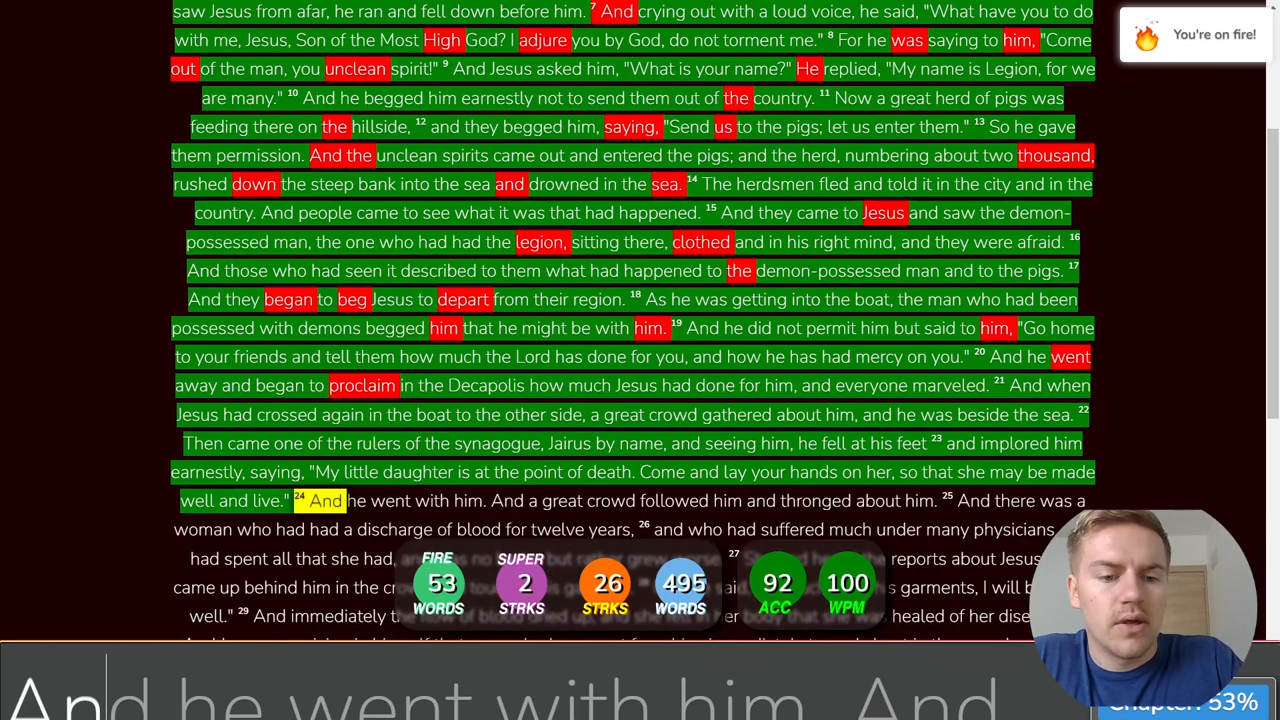 saw Jesus from afar, he ran and fell down before him. 7 And crying out with a loud voice, he said, "What have you to do
with me, Jesus, Son of the Most High God? I adjure you by God, do not torment me." 8 For he was saying to him, "Come
out of the man, you unclean spirit!" 9 And Jesus asked him, "What is your name?" He replied, "My name is Legion, for we
are many." 10 And he begged him earnestly not to send them out of the country. 11 Now a great herd of pigs was
feeding there on the hillside, 12 and they begged him, saying, "Send us to the pigs; let us enter them." 13 So he gave
them permission. And the unclean spirits came out and entered the pigs; and the herd, numbering about two thousand,
rushed down the steep bank into the sea and drowned in the sea. 14 The herdsmen fled and told it in the city and in the
country. And people came to see what it was that had happened. 15 And they came to Jesus and saw the demon-
possessed man, the one who had had the legion, sitting there, clothed and in his right mind, and they were afraid. 16
And those who had seen it described to them what had happened to the demon-possessed man and to the pigs. 17
And they began to beg Jesus to depart from their region. 18 As he was getting into the boat, the man who had been
possessed with demons begged him that he might be with him. 19 And he did not permit him but said to him, "Go home
to your friends and tell them how much the Lord has done for you, and how he has had mercy on you." 20 And he went
away and began to proclaim in the Decapolis how much Jesus had done for him, and everyone marveled. 21 And when
Jesus had crossed again in the boat to the other side, a great crowd gathered about him, and he was beside the sea. 22
Then came one of the rulers of the synagogue, Jairus by name, and seeing him, he fell at his feet 23 and implored him
earnestly, saying, "My little daughter is at the point of death. Come and lay your hands on her, so that she may be made
well and live." 24 And he went with him. And a great crowd followed him and thronged about him. 25 And there was a
woman who had had a discharge of blood for twelve years, 26 and who had suffered much under many physicians
had spent all that she had, 27 reports about Jesus
came up behind him in the garments, I will b
well." 29 And immediately healed of her dise
You're on fire!
FIRE 53 WORDS
SUPER 2 STRKS
26 STRKS
495 WORDS
92 ACC
100 WPM
And he went with him. And
Chapter: 53%